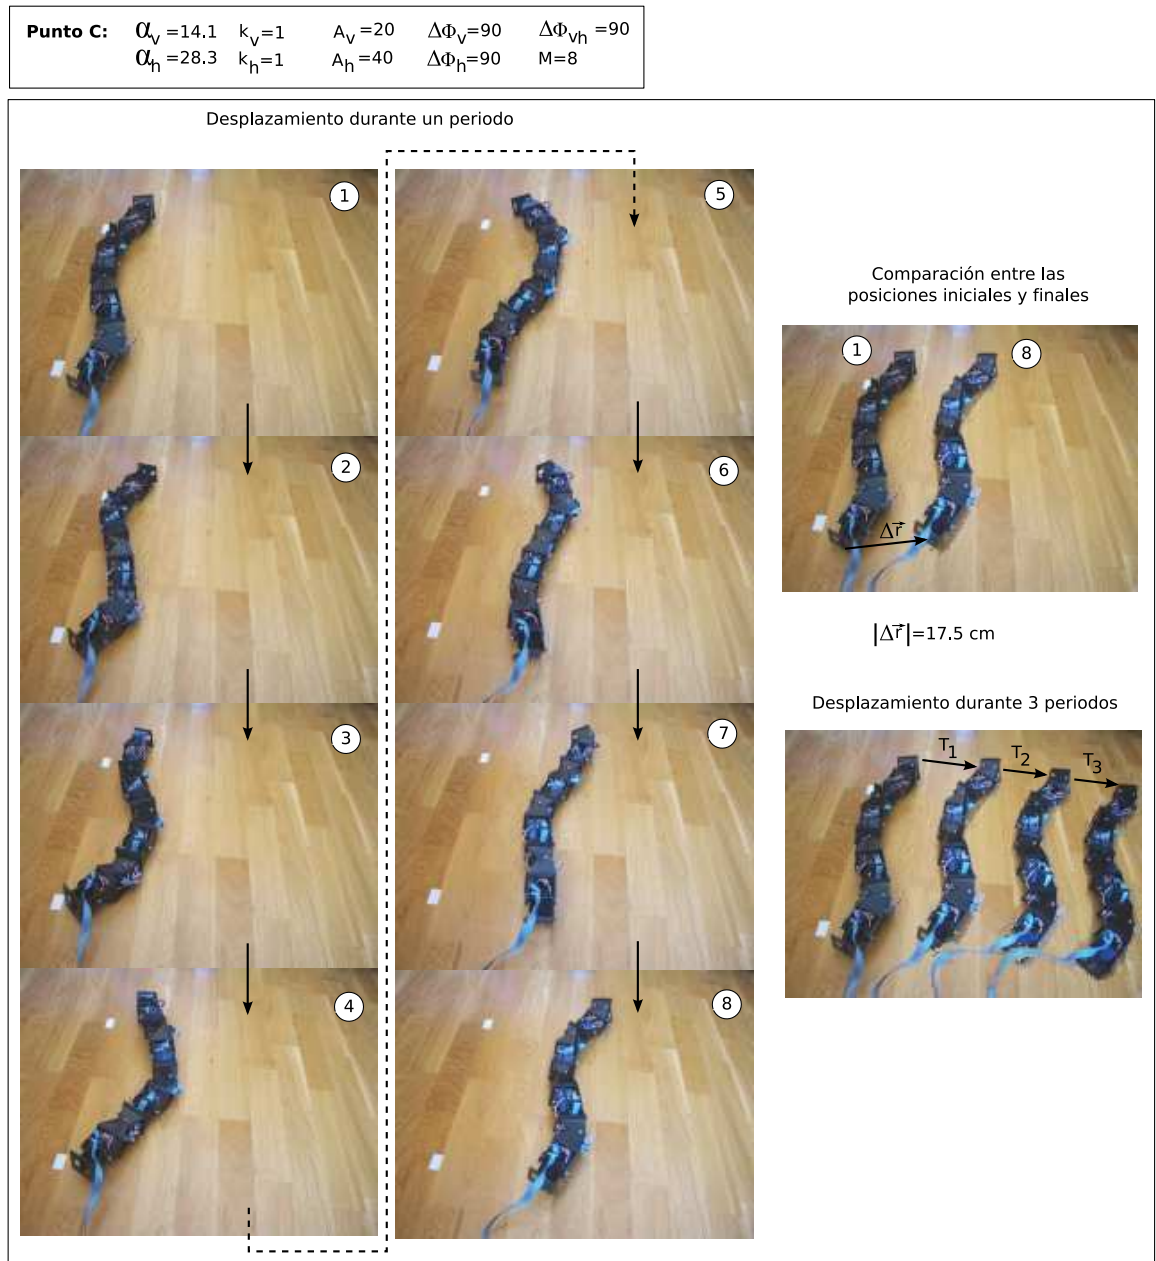 Punto C: αv=14.1 kv=1 Av=20 ΔΦv=90 ΔΦvh=90
αh=28.3 kh=1 Ah=40 ΔΦh=90 M=8
Desplazamiento durante un periodo
1
2
3
4
5
6
7
8
Comparación entre las
posiciones iniciales y finales
1
8
Δr⃗
|Δr⃗|=17.5 cm
Desplazamiento durante 3 periodos
T1
T2
T3